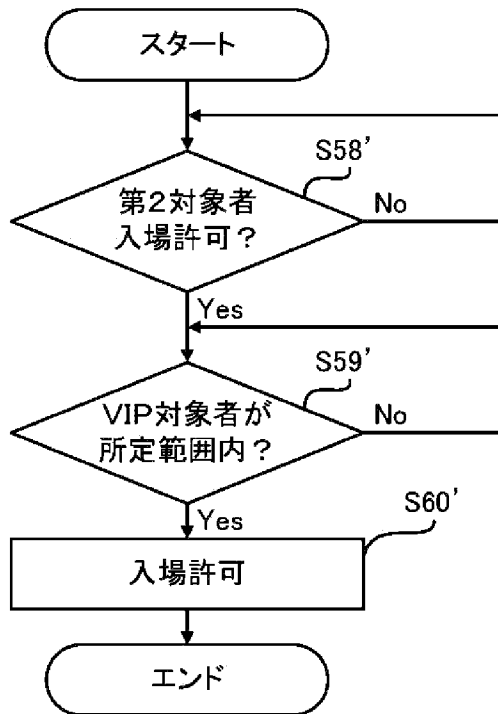 スタート
S58’
第2対象者
入場許可？
No
Yes
S59’
VIP対象者が
所定範囲内？
No
Yes
S60’
入場許可
エンド